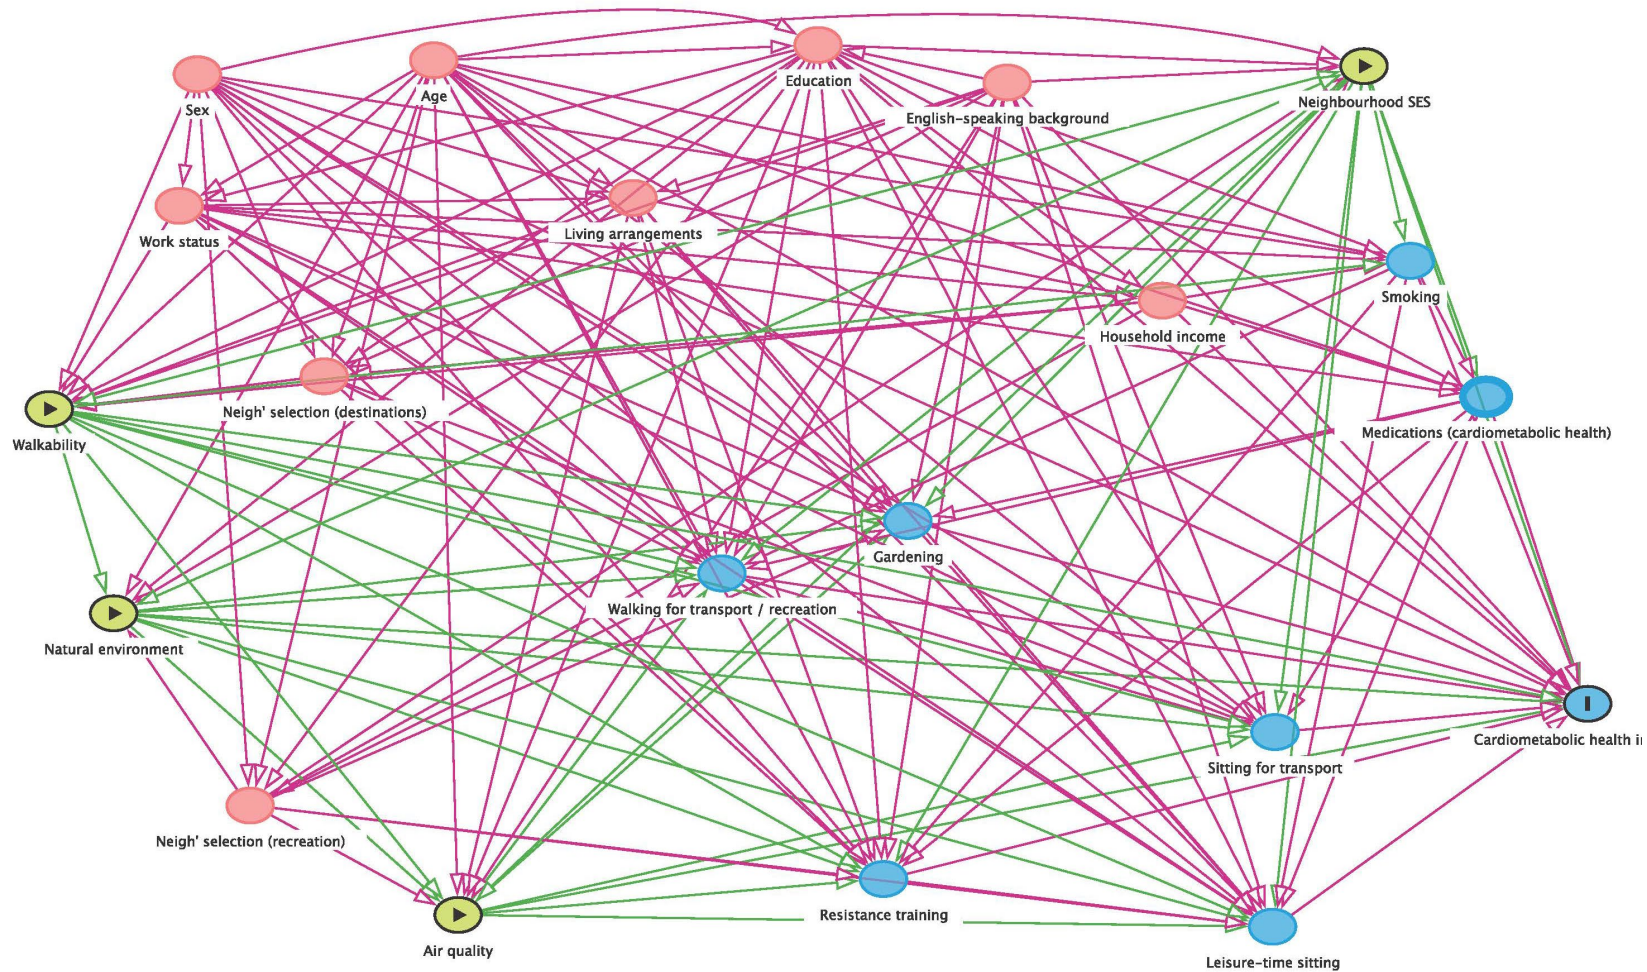 Education
Sex
Age
Neighbourhood SES
English-speaking background
Work status
Living arrangements
Smoking
Household income
Neigh' selection (destinations)
Walkability
Medications (cardiometabolic health)
Gardening
Walking for transport / recreation
Natural environment
Cardiometabolic health i
Sitting for transport
Neigh' selection (recreation)
Resistance training
Air quality
Leisure-time sitting